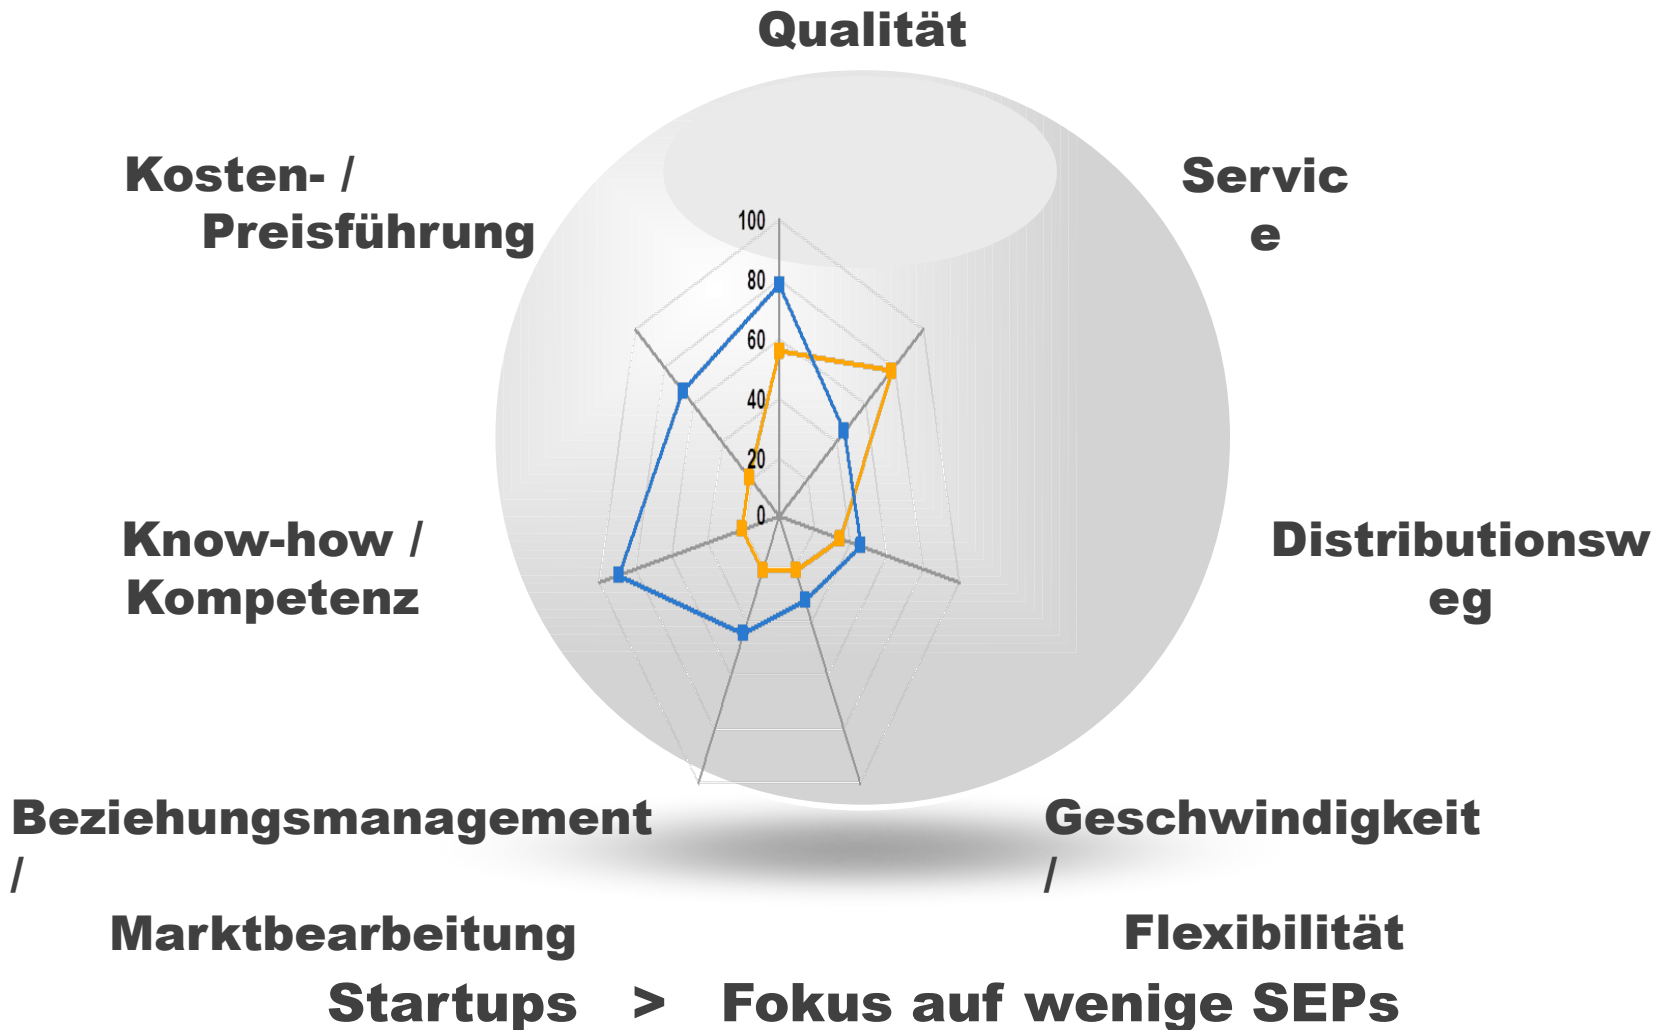 Qualität
Kosten- /
Preisführung
Servic
e
100
80
60
40
20
0
Know-how /
Kompetenz
Distributionsw
eg
Beziehungsmanagement
/
Marktbearbeitung
Geschwindigkeit
/
Flexibilität
Startups > Fokus auf wenige SEPs